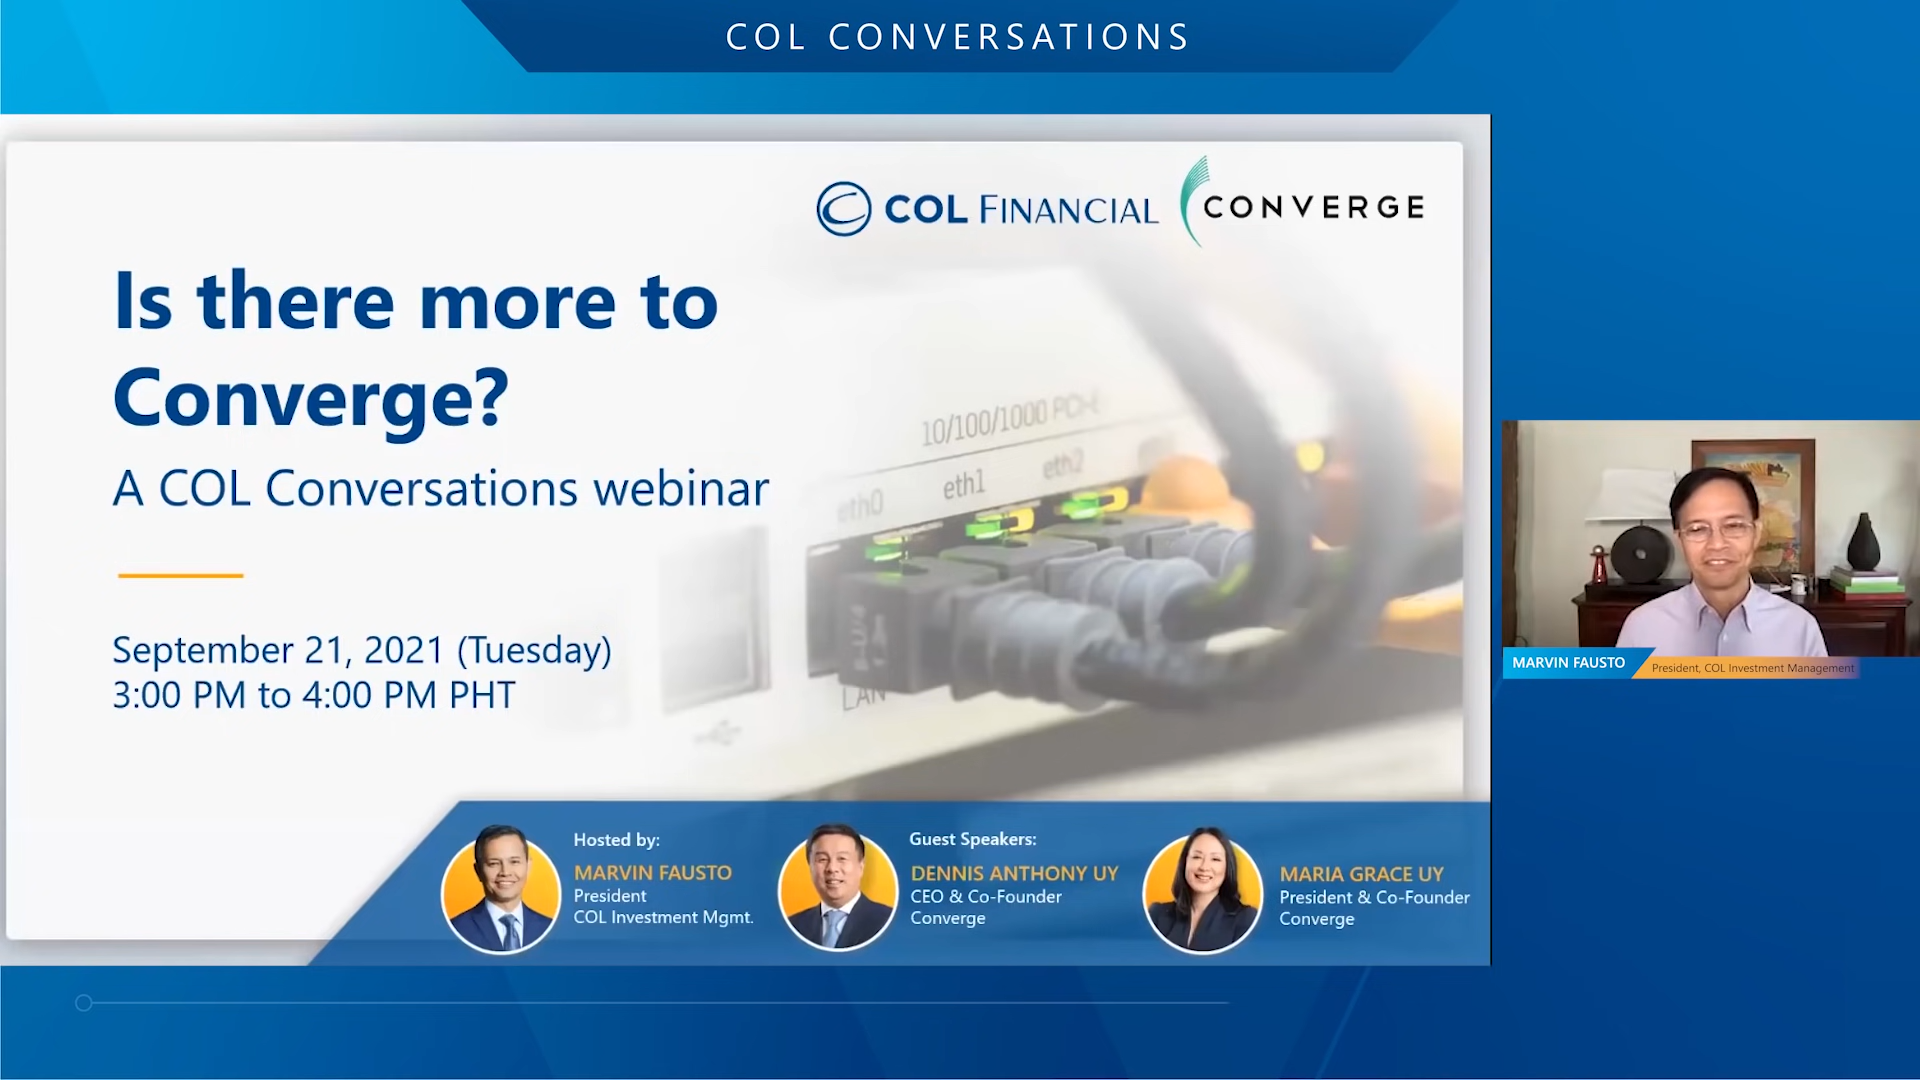 COL CONVERSATIONS
COL FINANCIAL
CONVERGE
Is there more to
Converge?
A COL Conversations webinar
September 21, 2021 (Tuesday)
3:00 PM to 4:00 PM PHT
10/100/1000
eth0
eth1
eth2
LAN
Hosted by:
MARVIN FAUSTO
President
COL Investment Mgmt.
Guest Speakers:
DENNIS ANTHONY UY
CEO & Co-Founder
Converge
MARIA GRACE UY
President & Co-Founder
Converge
MARVIN FAUSTO
President, COL Investment Management